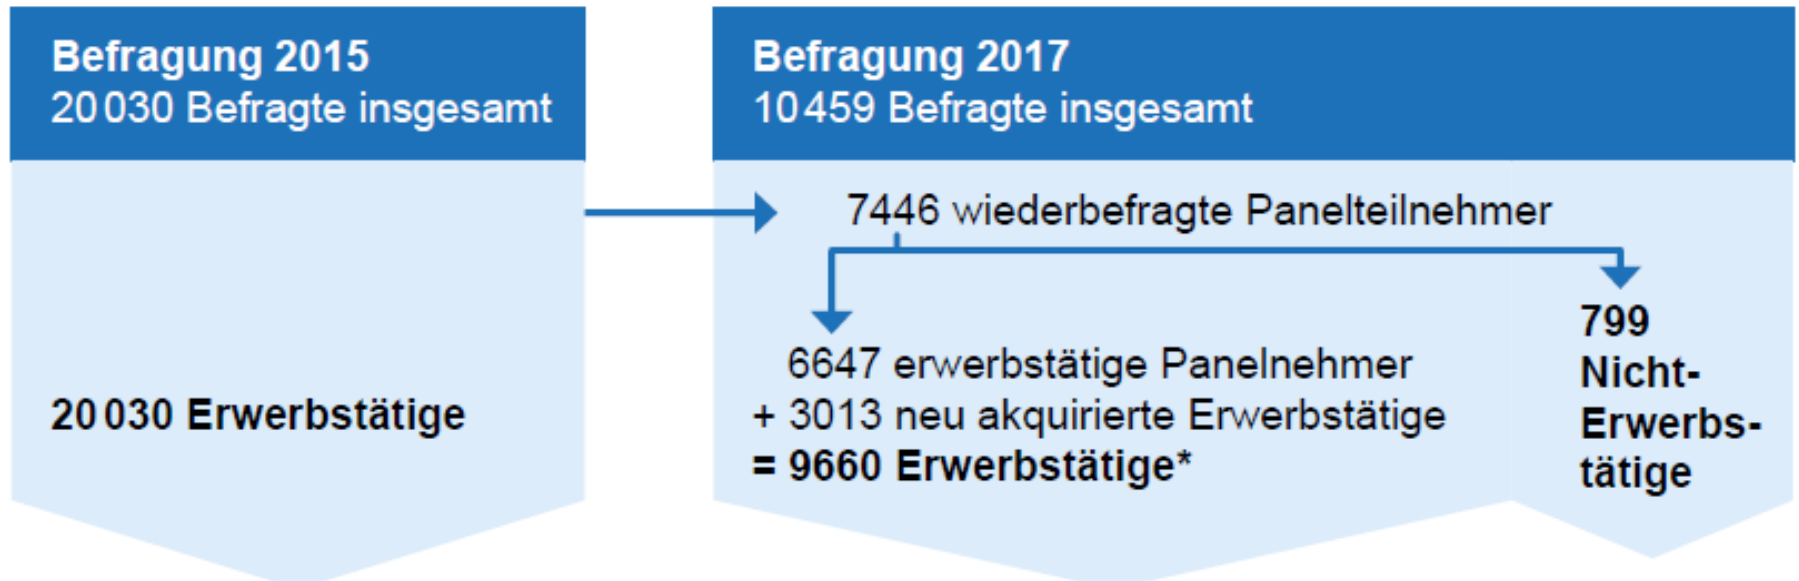 Befragung 2015
20 030 Befragte insgesamt
20 030 Erwerbstätige
Befragung 2017
10 459 Befragte insgesamt
7446 wiederbefragte Panelteilnehmer
6647 erwerbstätige Panelnehmer
+ 3013 neu akquirierte Erwerbstätige
= 9660 Erwerbstätige*
799
Nicht-
Erwerbs-
tätige